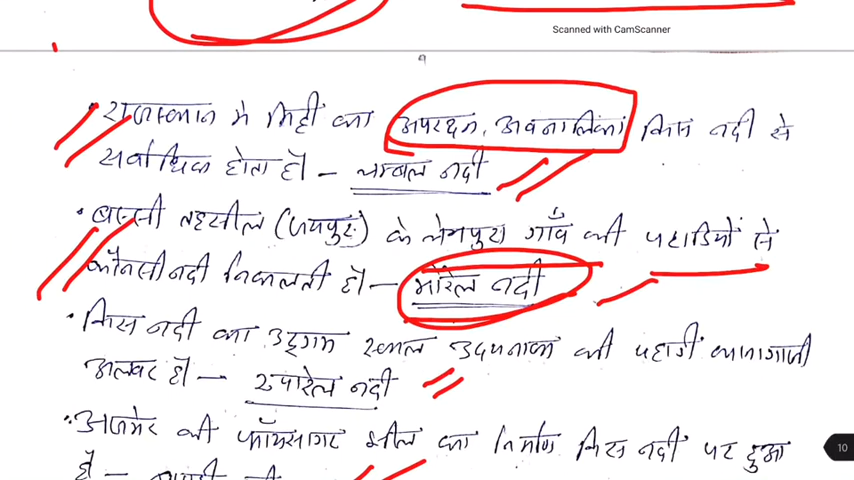 Scanned with CamScanner
9
• राजस्थान मे मिट्टी का अपरदन, अवनालिका किस नदी से
सर्वाधिक होता है - चम्बल नदी
• बस्सी तहसील (जयपुर) के चैनपुरा गाँव की पहाडियों से
कौनसी नदी निकलती है - मोरेल नदी
• किस नदी का उद्गम स्थल उदयनाथ की पहाडी थानागाजी
अलवर है - रूपारेल नदी
• अजमेर की फॉयसागर झील का निर्माण किस नदी पर हुआ
है -
10